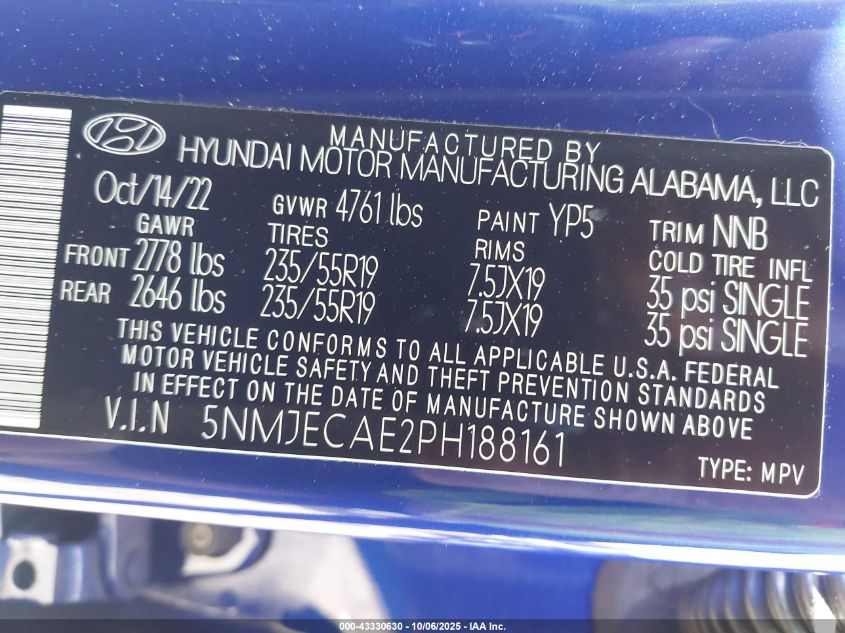 MANUFACTURED BY
HYUNDAI MOTOR MANUFACTURING ALABAMA, LLC
Oct/14/22 GVWR 4761 lbs PAINT YP5 TRIM NNB
GAWR TIRES RIMS COLD TIRE INFL
FRONT 2778 lbs 235/55R19 7.5JX19 35 psi SINGLE
REAR 2646 lbs 235/55R19 7.5JX19 35 psi SINGLE
THIS VEHICLE CONFORMS TO ALL APPLICABLE U.S.A. FEDERAL
MOTOR VEHICLE SAFETY AND THEFT PREVENTION STANDARDS
IN EFFECT ON THE DATE OF MANUFACTURE SHOWN ABOVE
V.I.N 5NMJECAE2PH188161
TYPE: MPV
000-43330630 - 10/06/2025 - IAA Inc.